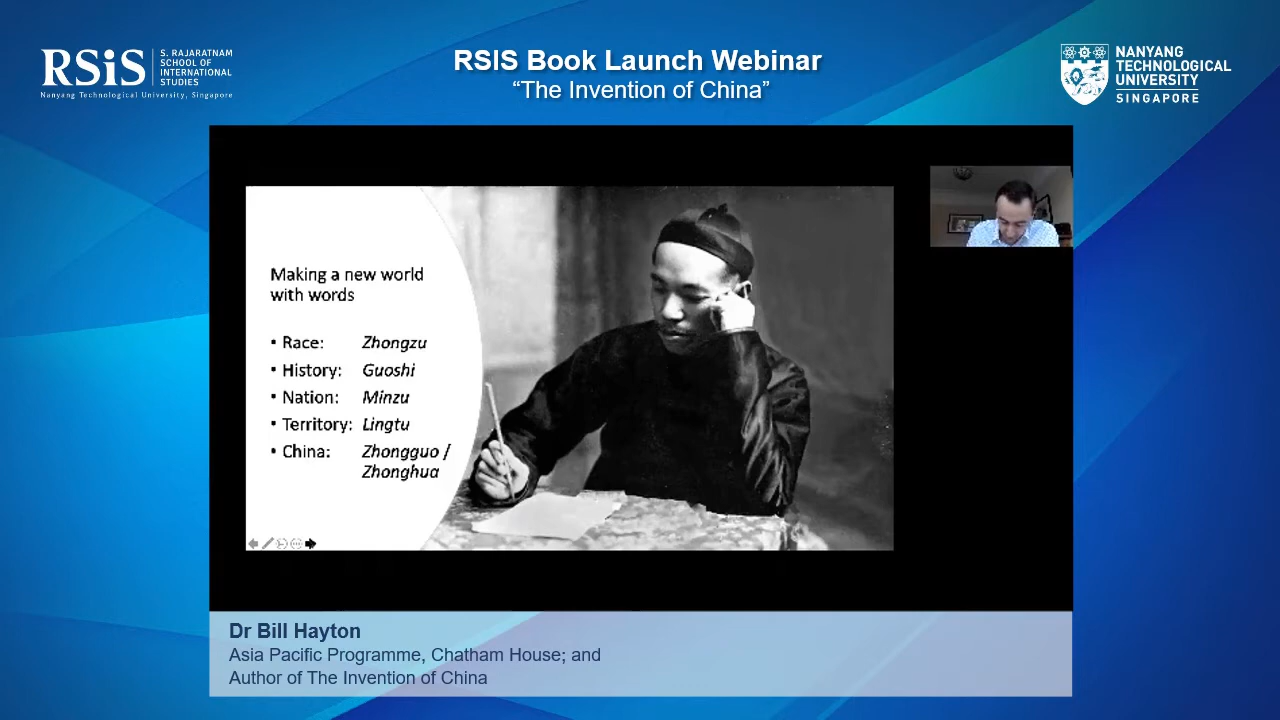 RSiS
S. RAJARATNAM
SCHOOL OF
INTERNATIONAL
STUDIES
Nanyang Technological University, Singapore
RSIS Book Launch Webinar
“The Invention of China”
NANYANG
TECHNOLOGICAL
UNIVERSITY
SINGAPORE
Making a new world
with words
• Race: Zhongzu
• History: Guoshi
• Nation: Minzu
• Territory: Lingtu
• China: Zhongguo /
Zhonghua
Dr Bill Hayton
Asia Pacific Programme, Chatham House; and
Author of The Invention of China